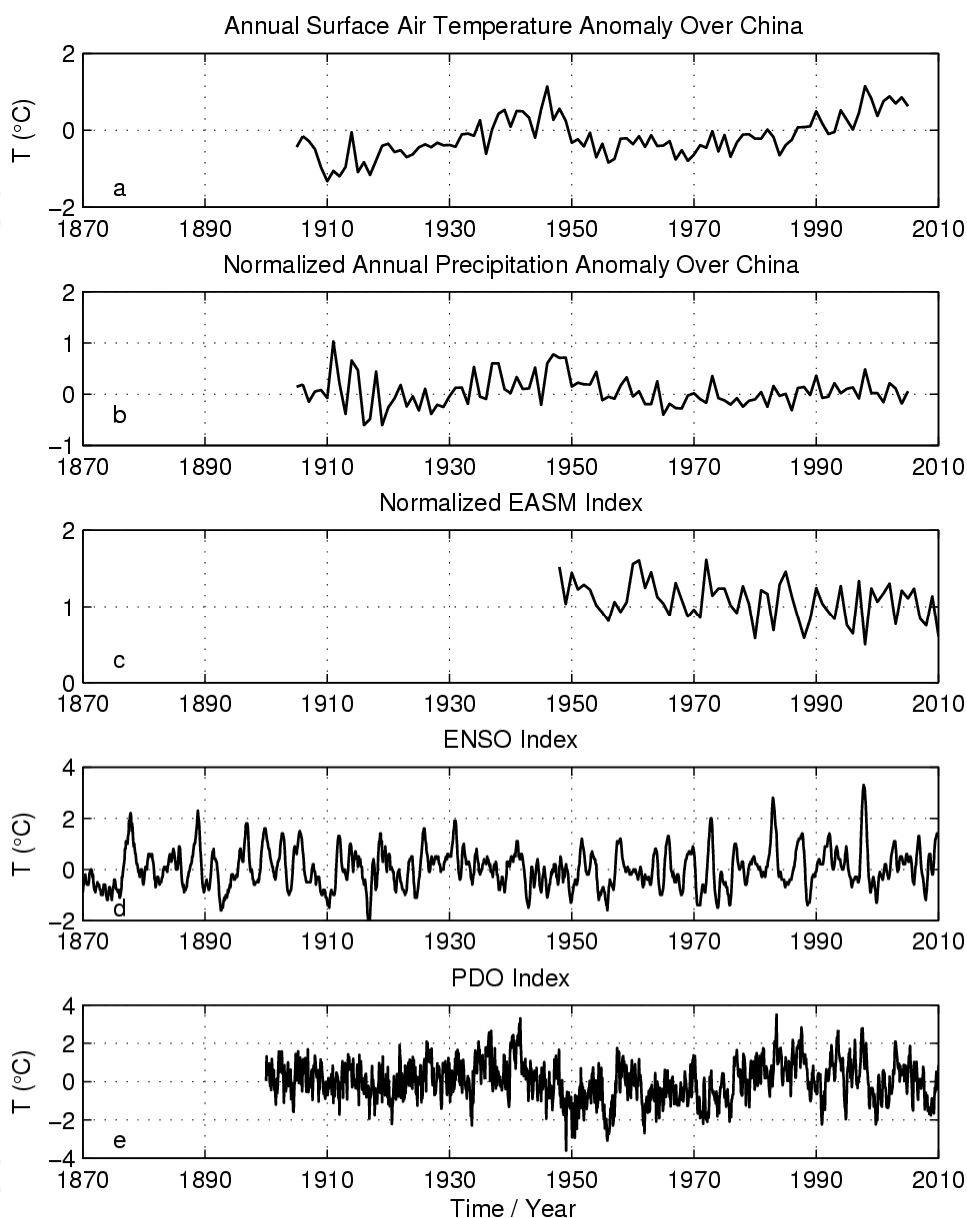 Annual Surface Air Temperature Anomaly Over China
2
0
−2
T (°C)
a
1870 1890 1910 1930 1950 1970 1990 2010
Normalized Annual Precipitation Anomaly Over China
2
1
0
−1
b
1870 1890 1910 1930 1950 1970 1990 2010
Normalized EASM Index
2
1
0
c
1870 1890 1910 1930 1950 1970 1990 2010
ENSO Index
4
2
0
−2
T (°C)
d
1870 1890 1910 1930 1950 1970 1990 2010
PDO Index
4
2
0
−2
−4
T (°C)
e
1870 1890 1910 1930 1950 1970 1990 2010
Time / Year